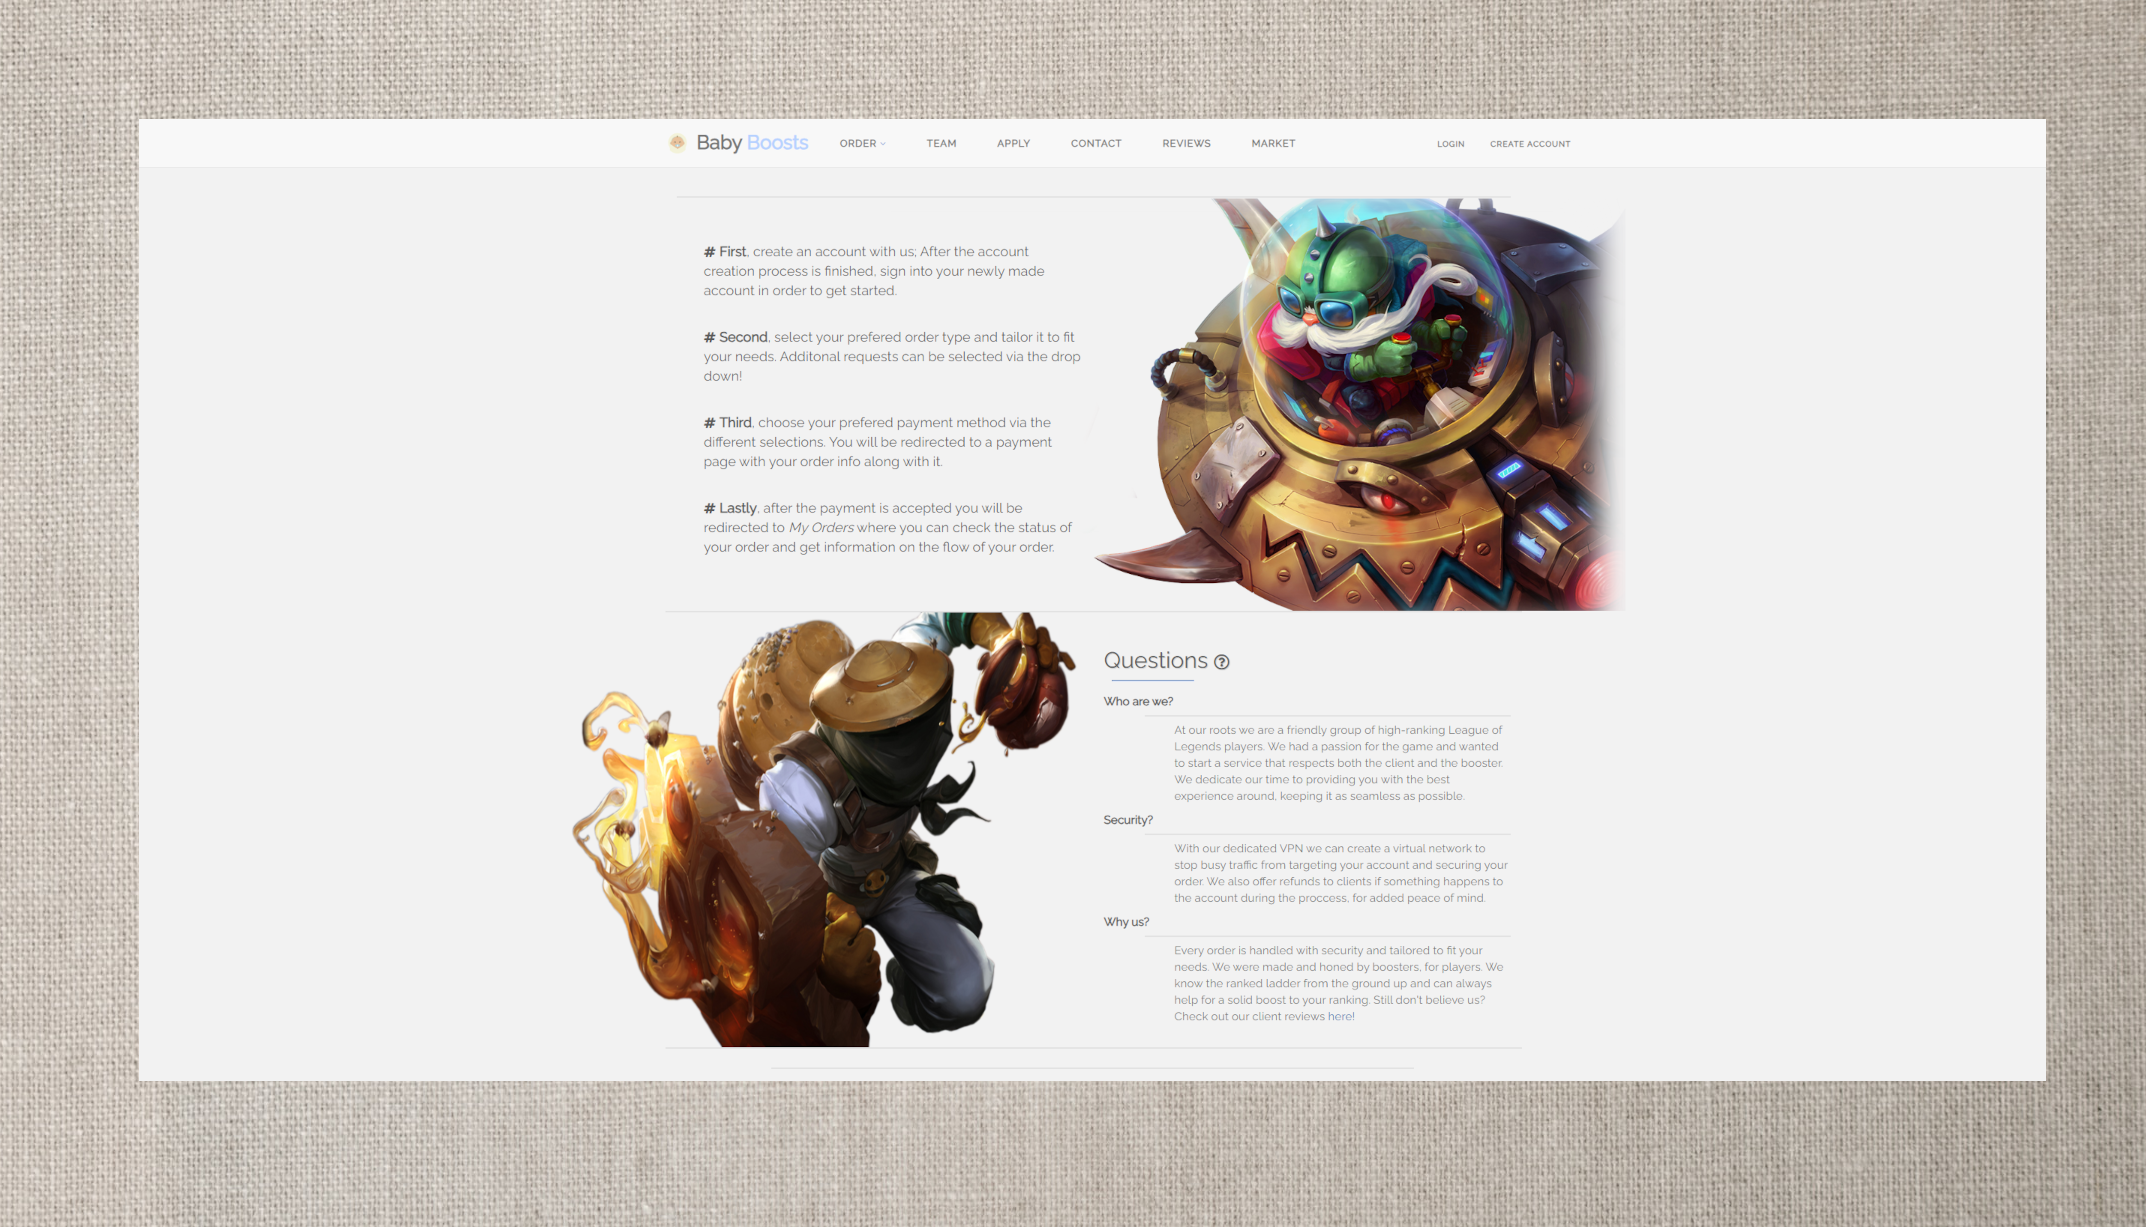 Baby Boosts ORDER TEAM APPLY CONTACT REVIEWS MARKET LOGIN CREATE ACCOUNT
# First, create an account with us; After the account
creation process is finished, sign into your newly made
account in order to get started.
# Second, select your prefered order type and tailor it to fit
your needs. Additonal requests can be selected via the drop
down!
# Third, choose your prefered payment method via the
different selections. You will be redirected to a payment
page with your order info along with it.
# Lastly, after the payment is accepted you will be
redirected to My Orders where you can check the status of
your order and get information on the flow of your order.
Questions
Who are we?
At our roots we are a friendly group of high-ranking League of
Legends players. We had a passion for the game and wanted
to start a service that respects both the client and the booster.
We dedicate our time to providing you with the best
experience around, keeping it as seamless as possible.
Security?
With our dedicated VPN we can create a virtual network to
stop busy traffic from targeting your account and securing your
order. We also offer refunds to clients if something happens to
the account during the proccess, for added peace of mind.
Why us?
Every order is handled with security and tailored to fit your
needs. We were made and honed by boosters, for players. We
know the ranked ladder from the ground up and can always
help for a solid boost to your ranking. Still don't believe us?
Check out our client reviews here!